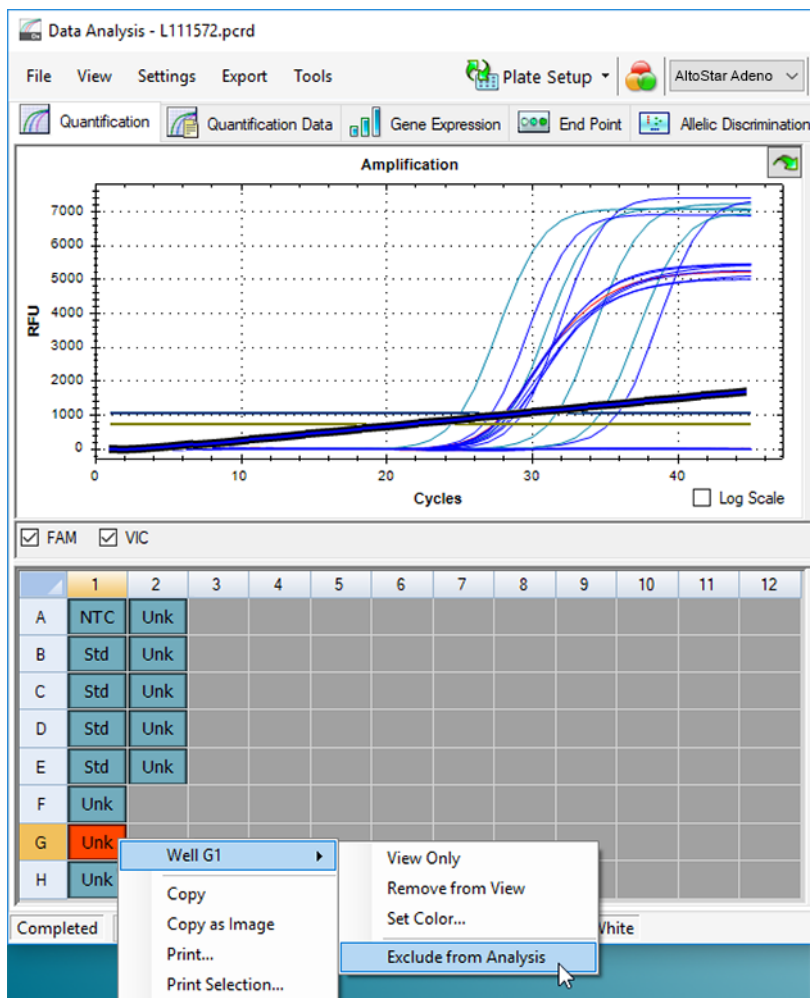 Data Analysis - L111572.pcrd
File View Settings Export Tools Plate Setup AltoStar Adeno
Quantification Quantification Data Gene Expression End Point Allelic Discrimination
Amplification
7000
6000
5000
4000
3000
2000
1000
0
RFU
0 10 20 30 40
Cycles
Log Scale
FAM VIC
1 2 3 4 5 6 7 8 9 10 11 12
A NTC Unk
B Std Unk
C Std Unk
D Std Unk
E Std Unk
F Unk
G Unk
H Unk
Well G1
Copy
Copy as Image
Print...
Print Selection...
View Only
Remove from View
Set Color...
Exclude from Analysis
Completed